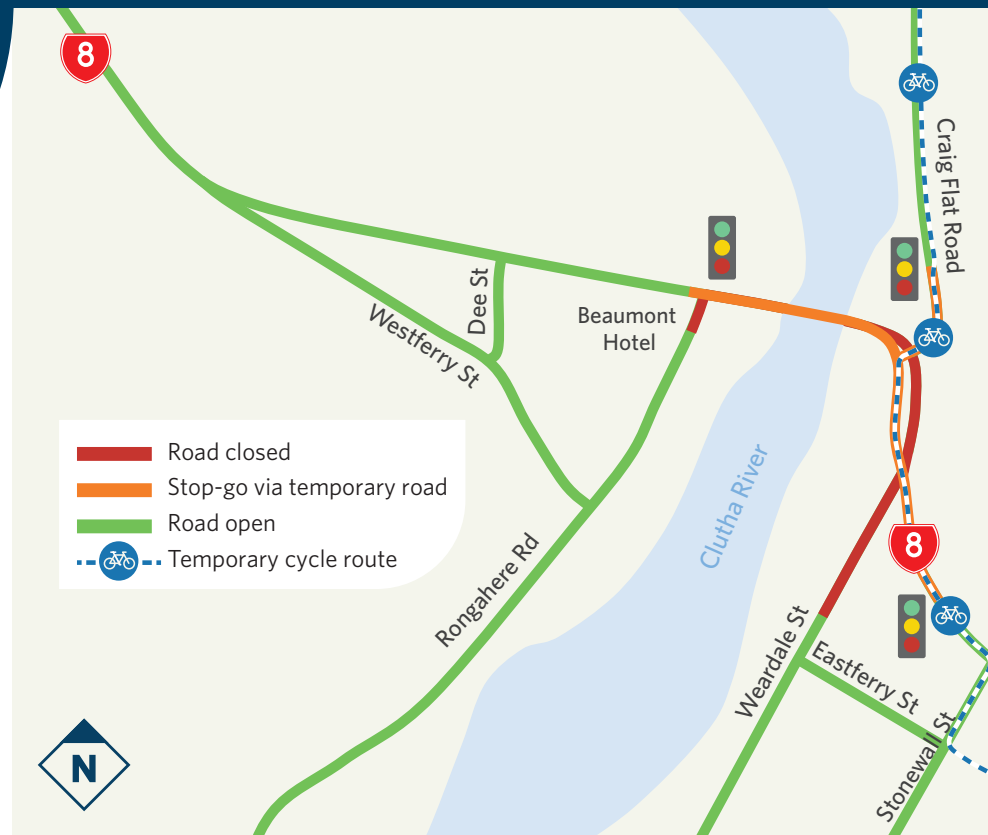 8
Craig Flat Road
Dee St
Westferry St
Beaumont
Hotel
Road closed
Stop-go via temporary road
Road open
Temporary cycle route
Clutha River
Rongahere Rd
8
Weardale St
Eastferry St
Stonewall St
N